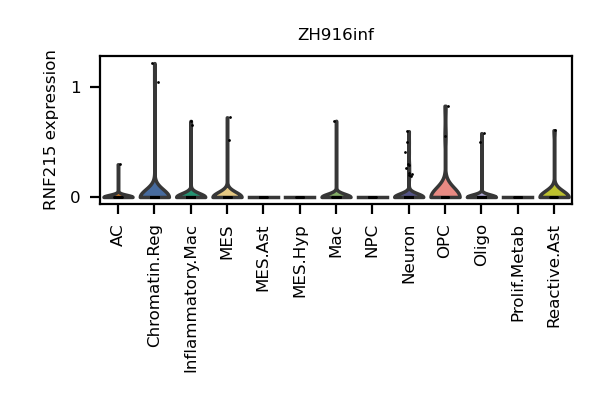 ZH916inf
RNF215 expression
1
0
AC
Chromatin.Reg
Inflammatory.Mac
MES
MES.Ast
MES.Hyp
Mac
NPC
Neuron
OPC
Oligo
Prolif.Metab
Reactive.Ast